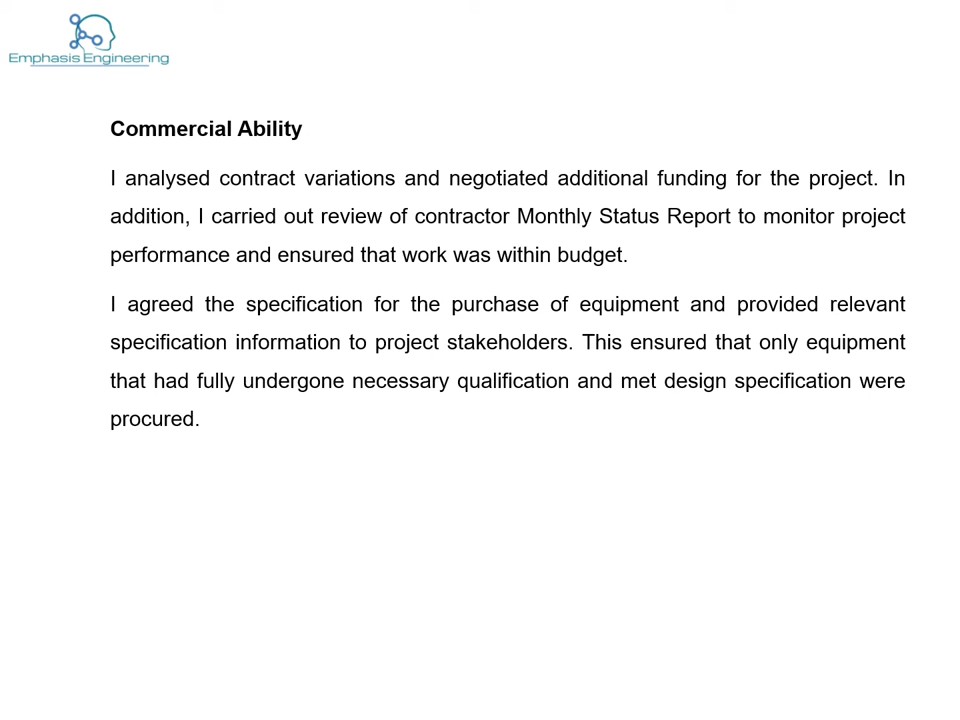 Emphasis Engineering
Commercial Ability
I analysed contract variations and negotiated additional funding for the project. In
addition, I carried out review of contractor Monthly Status Report to monitor project
performance and ensured that work was within budget.
I agreed the specification for the purchase of equipment and provided relevant
specification information to project stakeholders. This ensured that only equipment
that had fully undergone necessary qualification and met design specification were
procured.